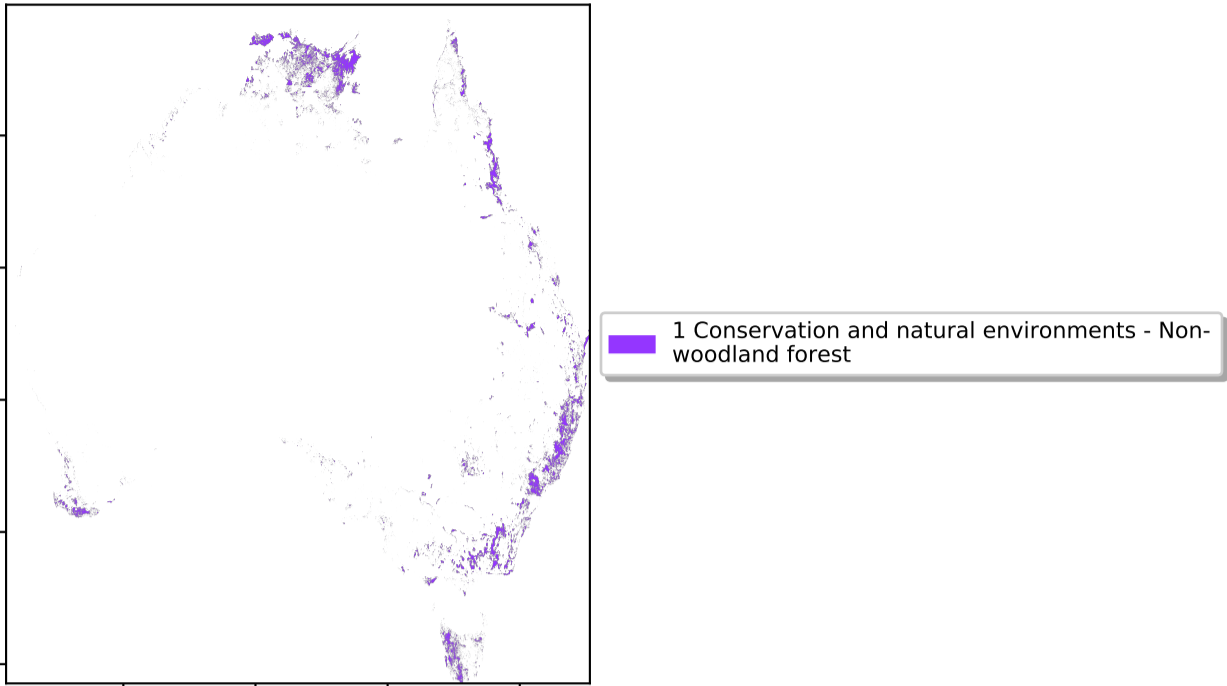 1 Conservation and natural environments - Non-
woodland forest